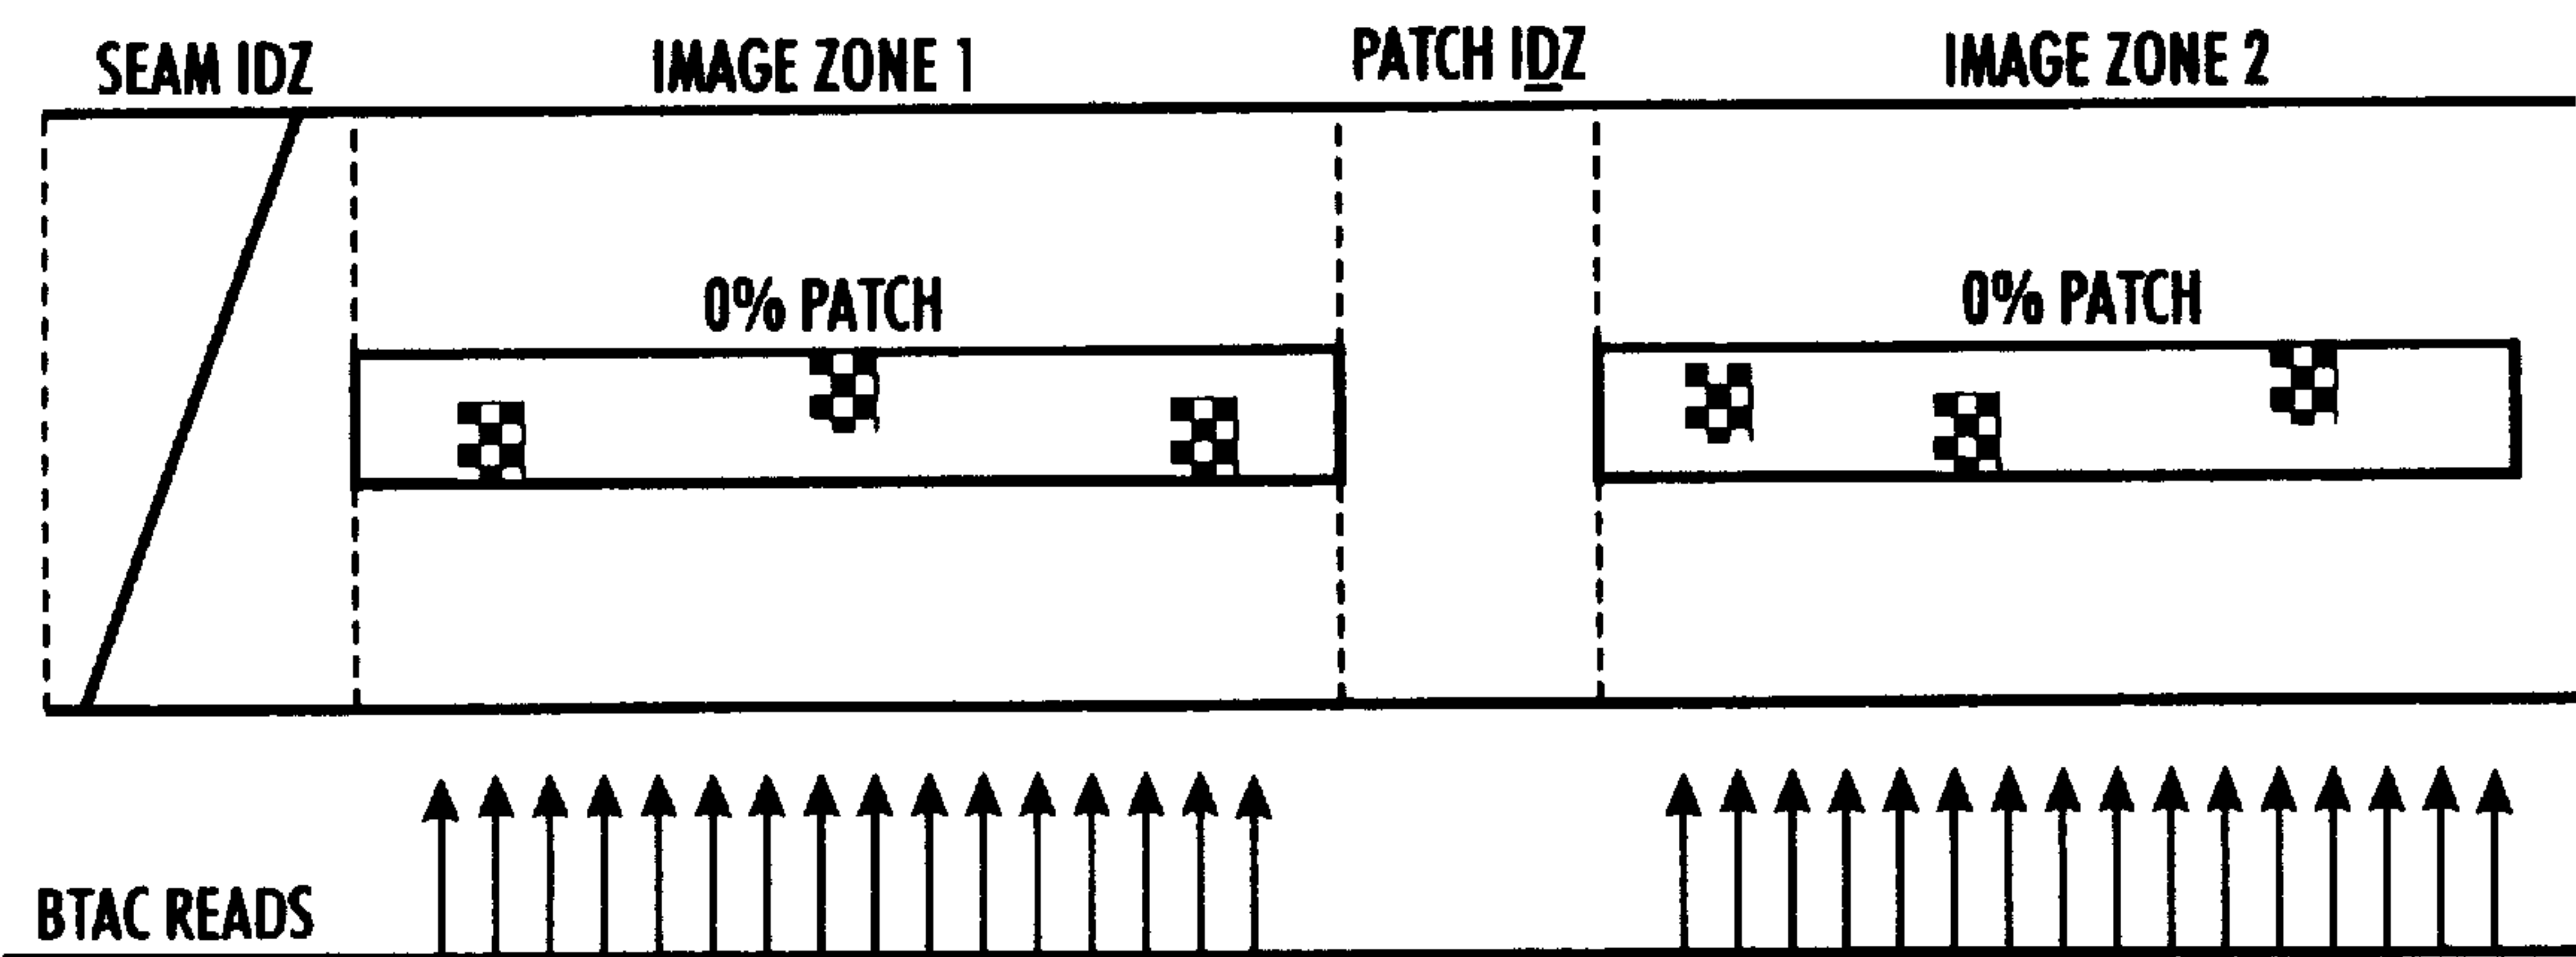 SEAM IDZ
IMAGE ZONE 1
PATCH IDZ
IMAGE ZONE 2
0% PATCH
0% PATCH
BTAC READS